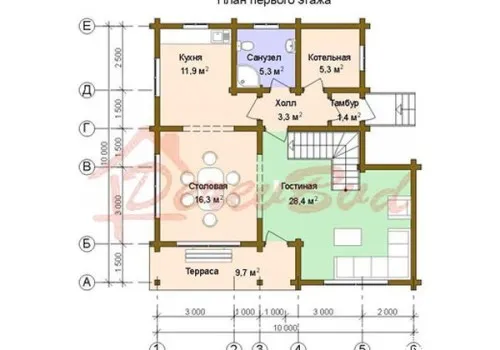 План первого этажа
Е
Кухня
11,9 м²
Санузел
5,3 м²
Котельная
5,3 м²
2 500
Д
Холл
3,3 м²
Тамбур
1,4 м²
1 500
Г
10 000
1 500
В
DачаВид
Столовая
16,3 м²
Гостиная
28,4 м²
3 000
Б
Терраса
9,7 м²
1 500
А
3 000
1 000
1 000
3 000
2 000
10 000
1
2
3
4
5
6